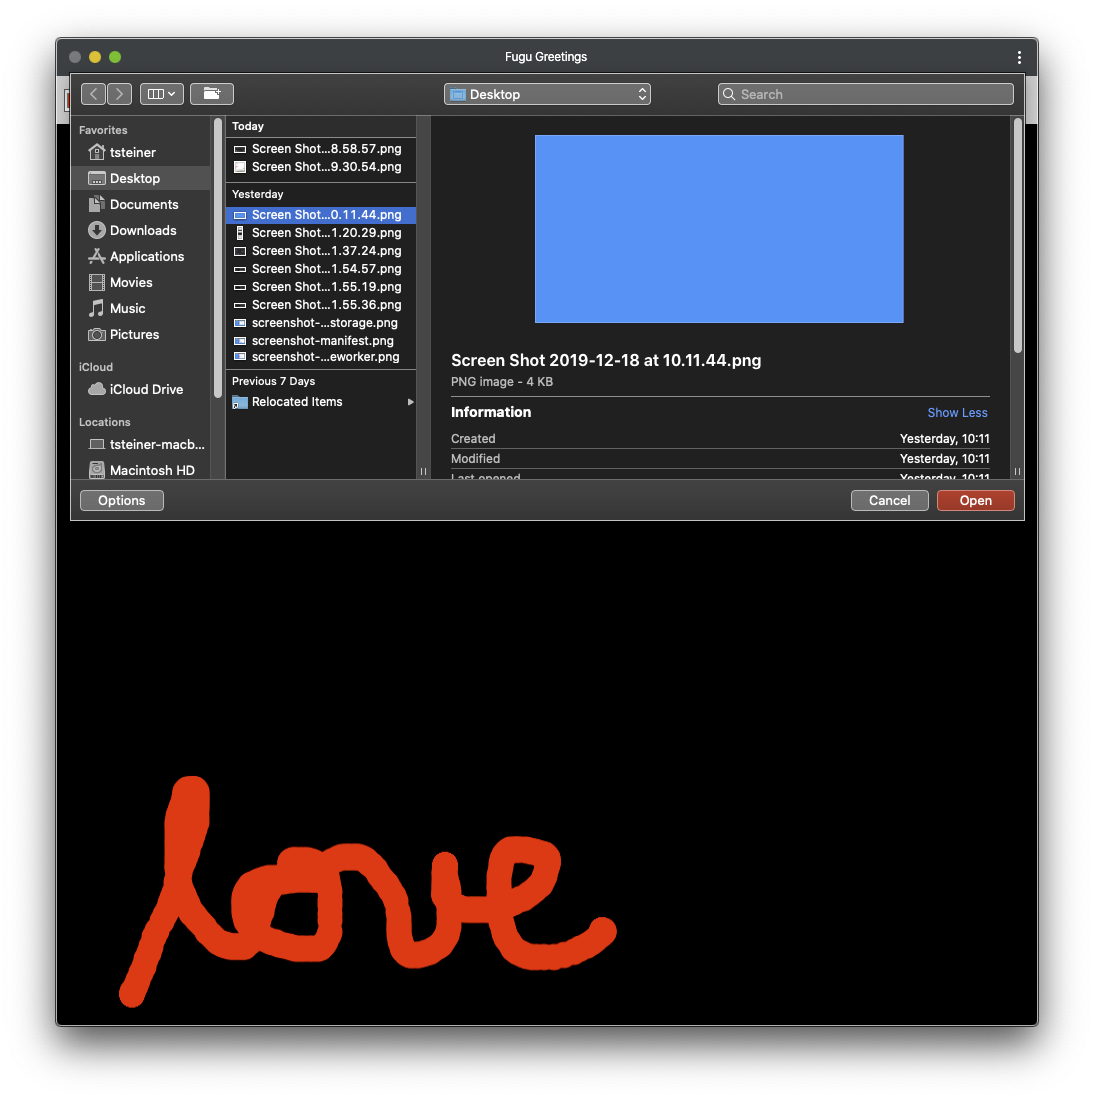 Fugu Greetings
Desktop
Search
Favorites
tsteiner
Desktop
Documents
Downloads
Applications
Movies
Music
Pictures
iCloud
iCloud Drive
Locations
tsteiner-macb...
Macintosh HD
Today
Screen Shot...8.58.57.png
Screen Shot...9.30.54.png
Yesterday
Screen Shot...0.11.44.png
Screen Shot...1.20.29.png
Screen Shot...1.37.24.png
Screen Shot...1.54.57.png
Screen Shot...1.55.19.png
Screen Shot...1.55.36.png
screenshot-...storage.png
screenshot-manifest.png
screenshot-...eworker.png
Previous 7 Days
Relocated Items
Screen Shot 2019-12-18 at 10.11.44.png
PNG image - 4 KB
Information Show Less
Created Yesterday, 10:11
Modified Yesterday, 10:11
Last opened Yesterday, 10:11
Options Cancel Open
love